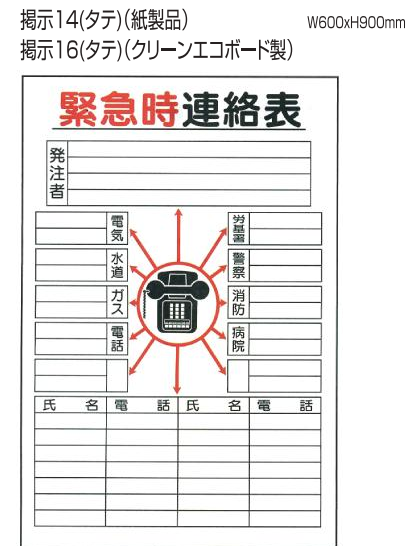 掲示14(タテ)(紙製品) W600xH900mm
掲示16(タテ)(クリーンエコボード製)
緊急時連絡表
発注者
電気 労基署
水道 警察
ガス 消防
電話 病院
氏名 電話 氏名 電話